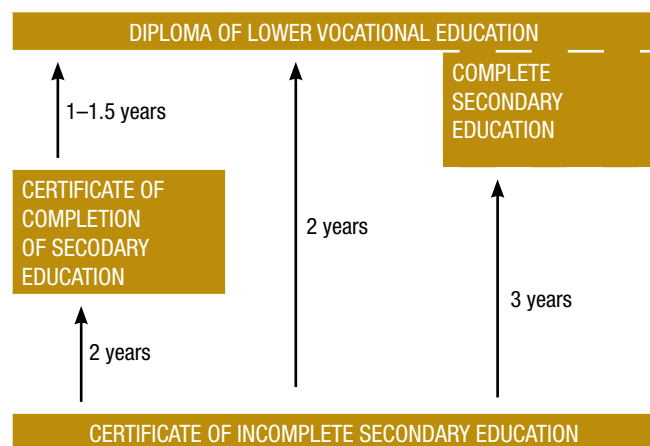 DIPLOMA OF LOWER VOCATIONAL EDUCATION
COMPLETE
SECONDARY
EDUCATION
1–1.5 years
CERTIFICATE OF
COMPLETION
OF SECODARY
EDUCATION
2 years
3 years
2 years
CERTIFICATE OF INCOMPLETE SECONDARY EDUCATION